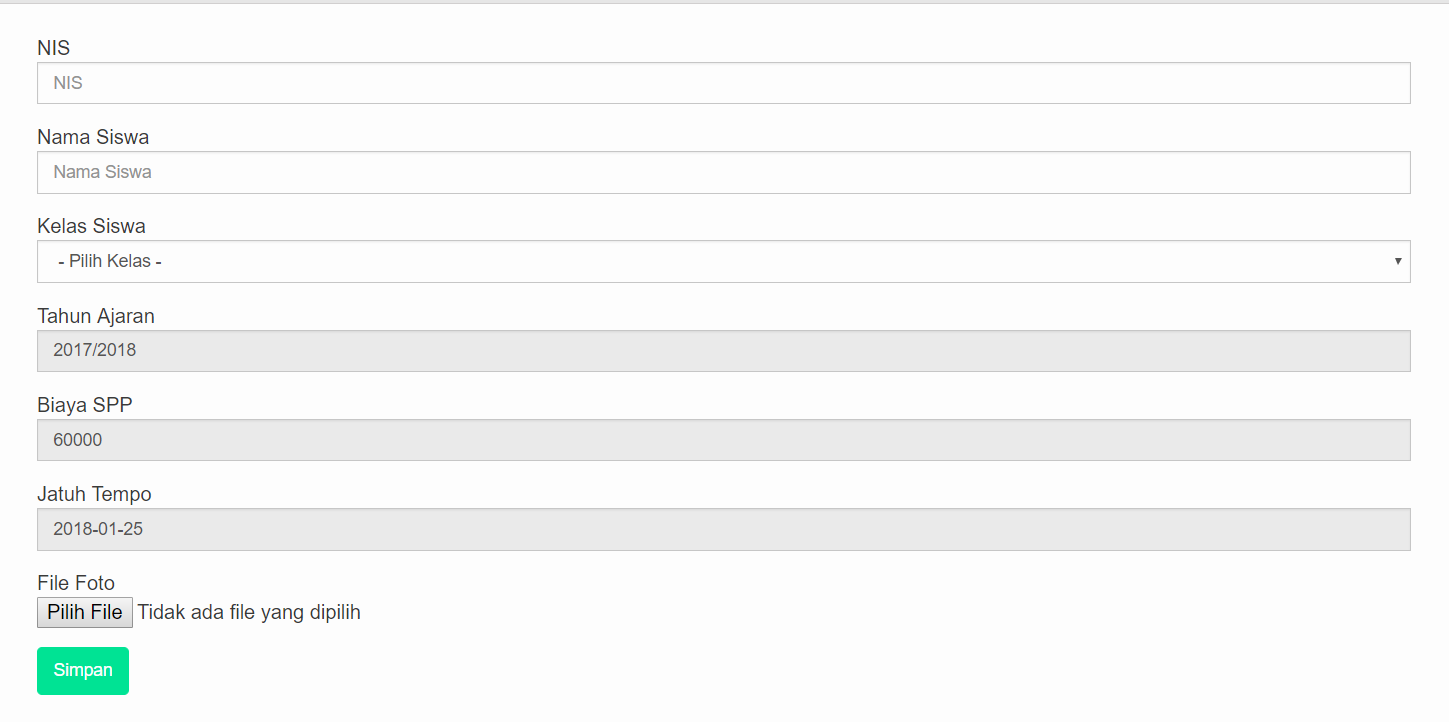 NIS
NIS
Nama Siswa
Nama Siswa
Kelas Siswa
- Pilih Kelas -
Tahun Ajaran
2017/2018
Biaya SPP
60000
Jatuh Tempo
2018-01-25
File Foto
Pilih File Tidak ada file yang dipilih
Simpan